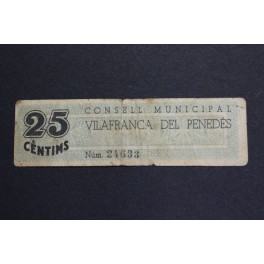 25
CÈNTIMS
CONSELL MUNICIPAL
VILAFRANCA DEL PENEDÈS
Núm. 24633